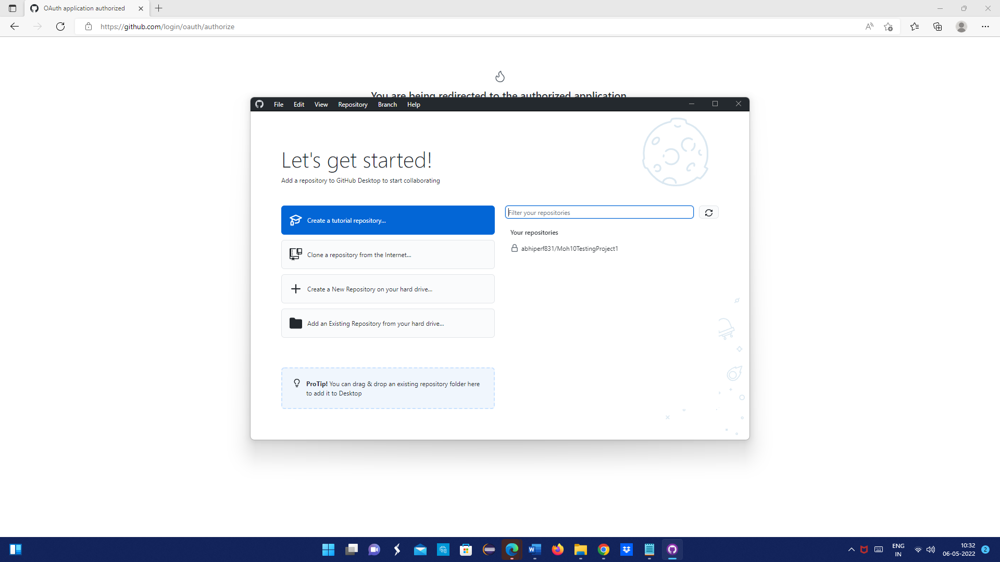 OAuth application authorized
https://github.com/login/oauth/authorize
You are being redirected to the authorized application
File Edit View Repository Branch Help
Let's get started!
Add a repository to GitHub Desktop to start collaborating
Create a tutorial repository...
Clone a repository from the Internet...
Create a New Repository on your hard drive...
Add an Existing Repository from your hard drive...
ProTip! You can drag & drop an existing repository folder here
to add it to Desktop
Filter your repositories
Your repositories
abhiperf831/Moh10TestingProject1
ENG
IN
10:32
06-05-2022
2